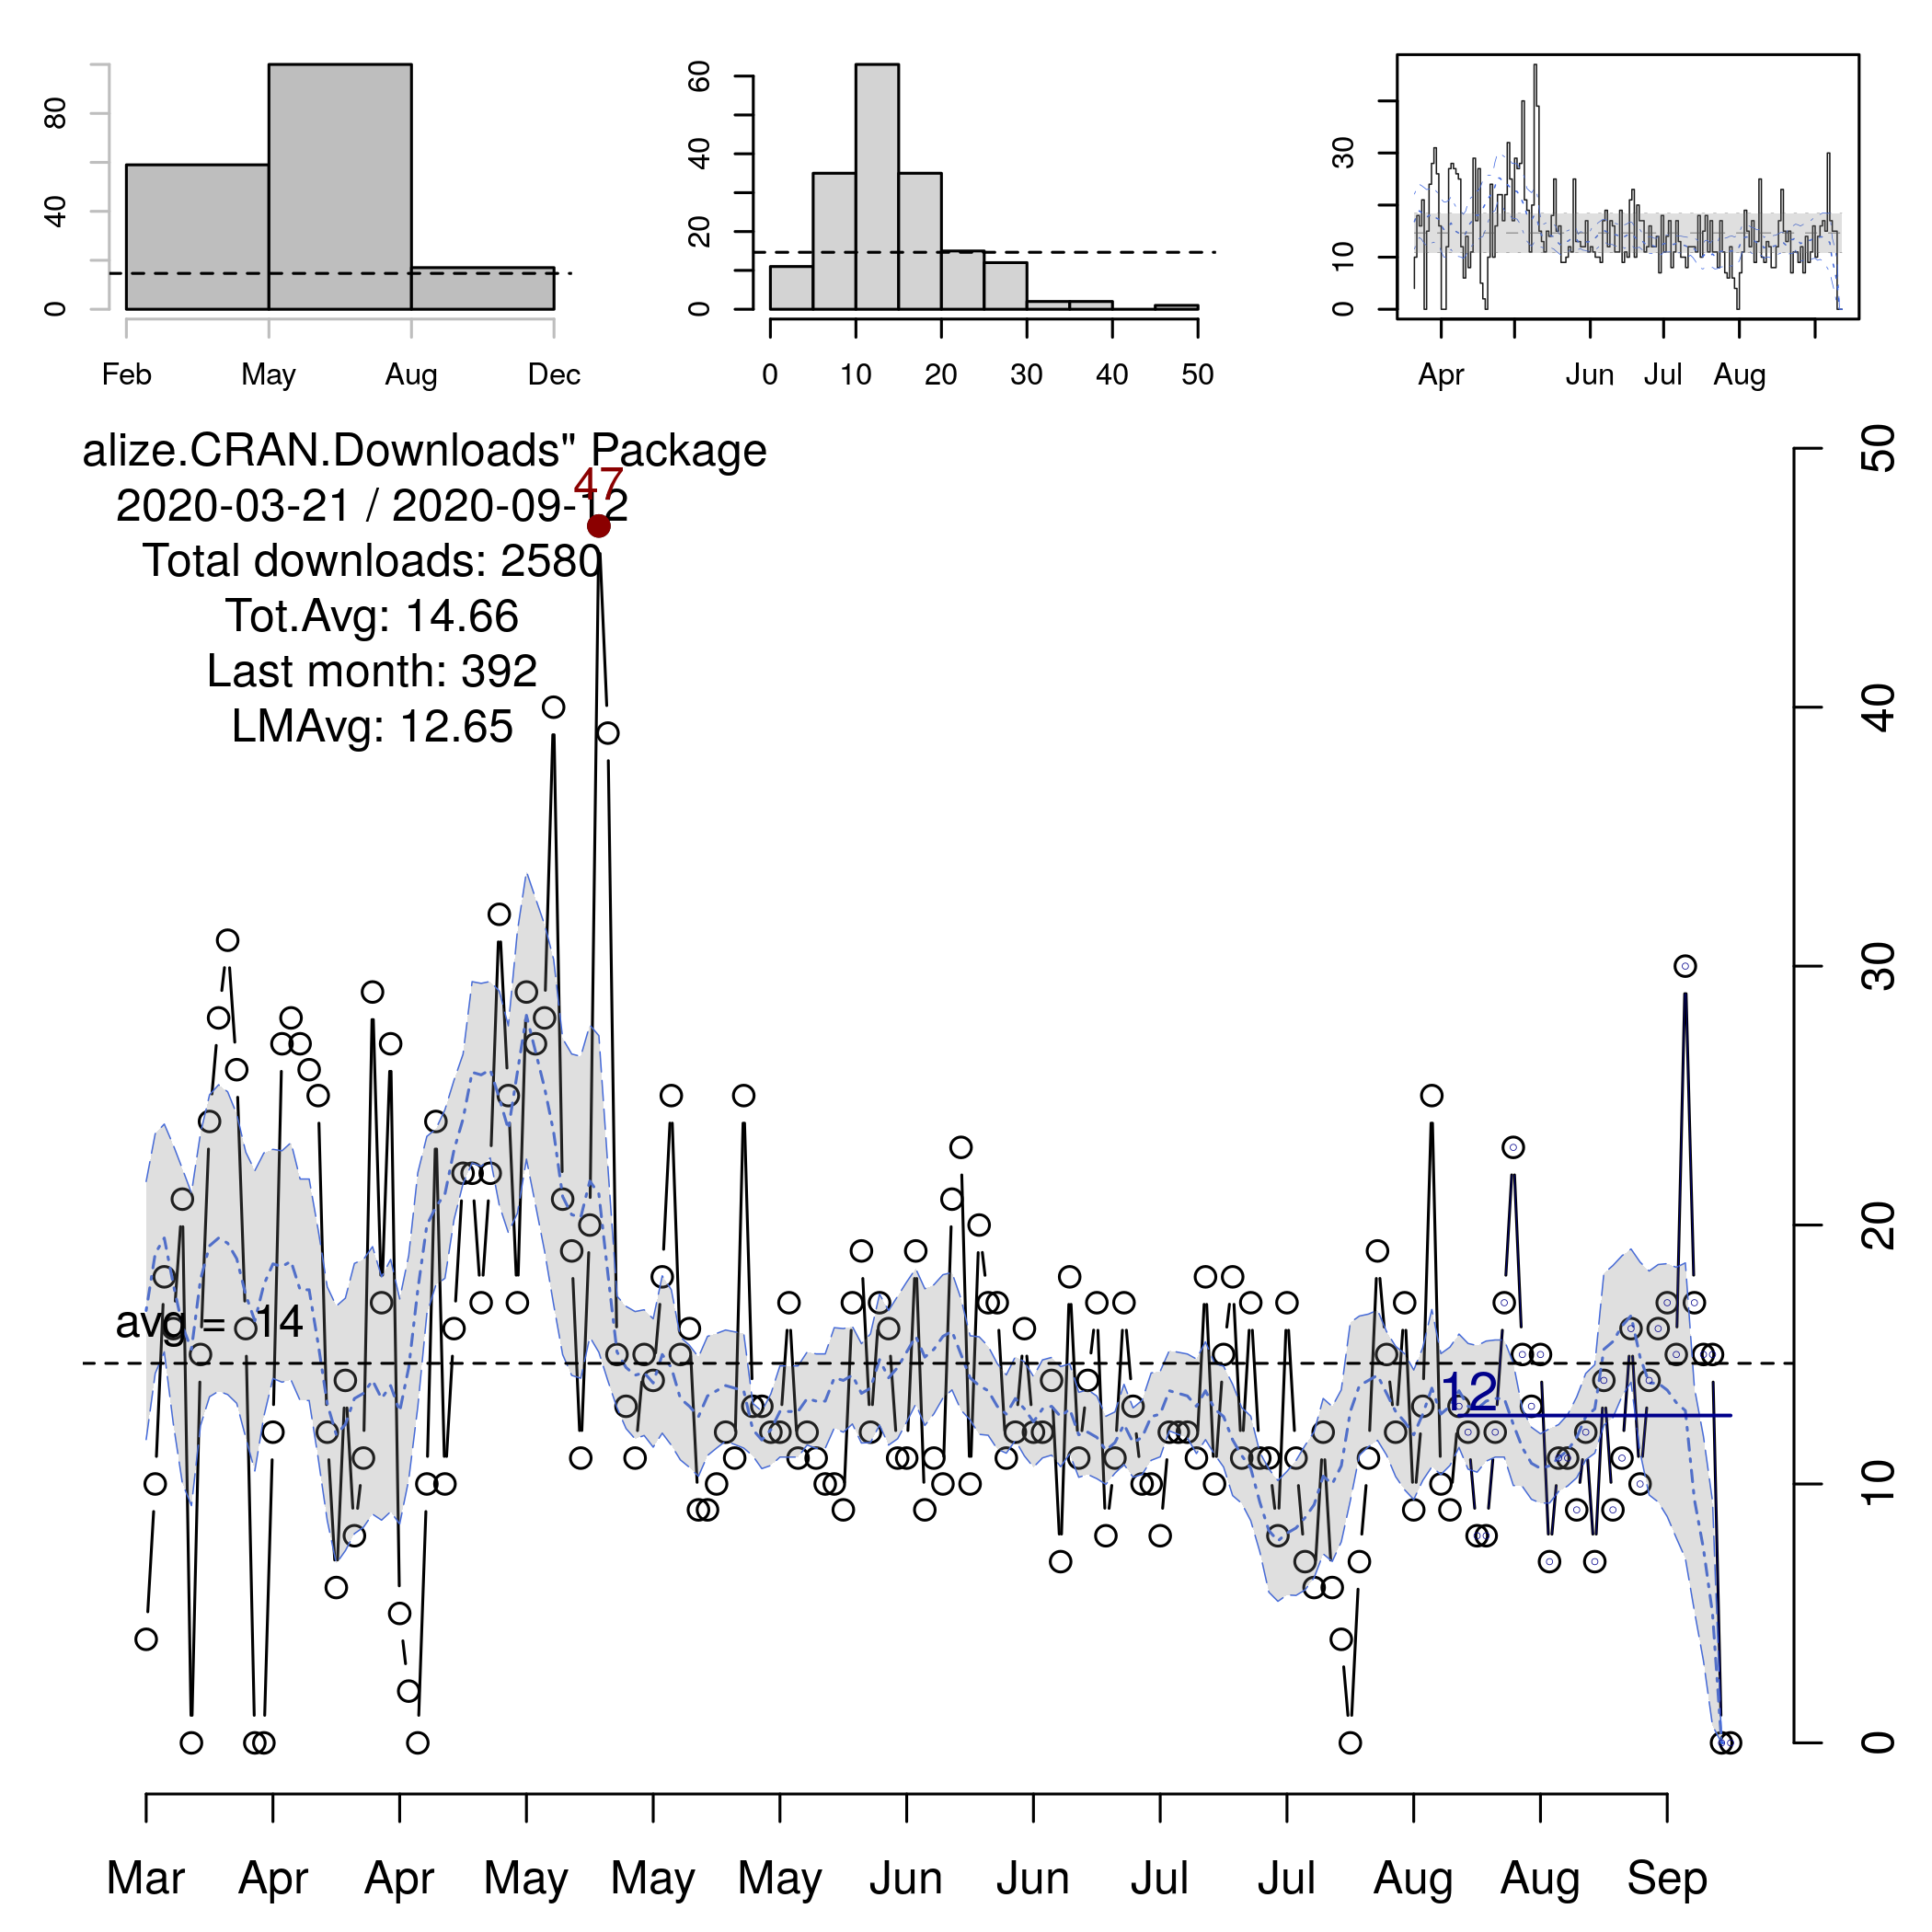 80
40
0
Feb May Aug Dec
60
40
20
0
0 10 20 30 40 50
30
10
0
Apr Jun Jul Aug
alize.CRAN.Downloads" Package
47
2020-03-21 / 2020-09-12
Total downloads: 2580
Tot.Avg: 14.66
Last month: 392
LMAvg: 12.65
avg = 14
12
50
40
30
20
10
0
Mar Apr Apr May May May Jun Jun Jul Jul Aug Aug Sep